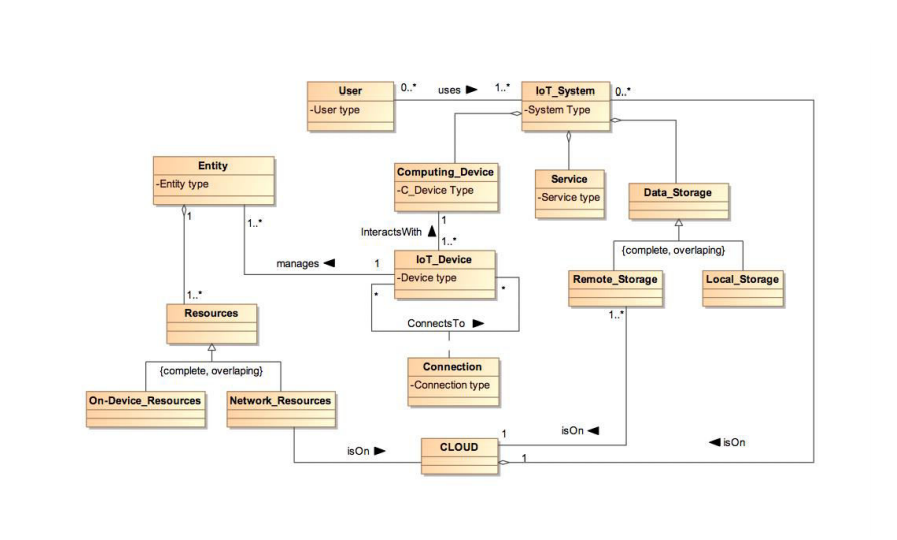 User
-User type
0..*
uses
1..*
IoT_System
-System Type
0..*
Entity
-Entity type
1
1..*
Computing_Device
-C_Device Type
Service
-Service type
Data_Storage
1
InteractsWith
1..*
{complete, overlaping}
manages
1
IoT_Device
-Device type
Remote_Storage
Local_Storage
*
*
1..*
1..*
Resources
ConnectsTo
{complete, overlaping}
Connection
-Connection type
On-Device_Resources
Network_Resources
isOn
CLOUD
1
isOn
1
isOn